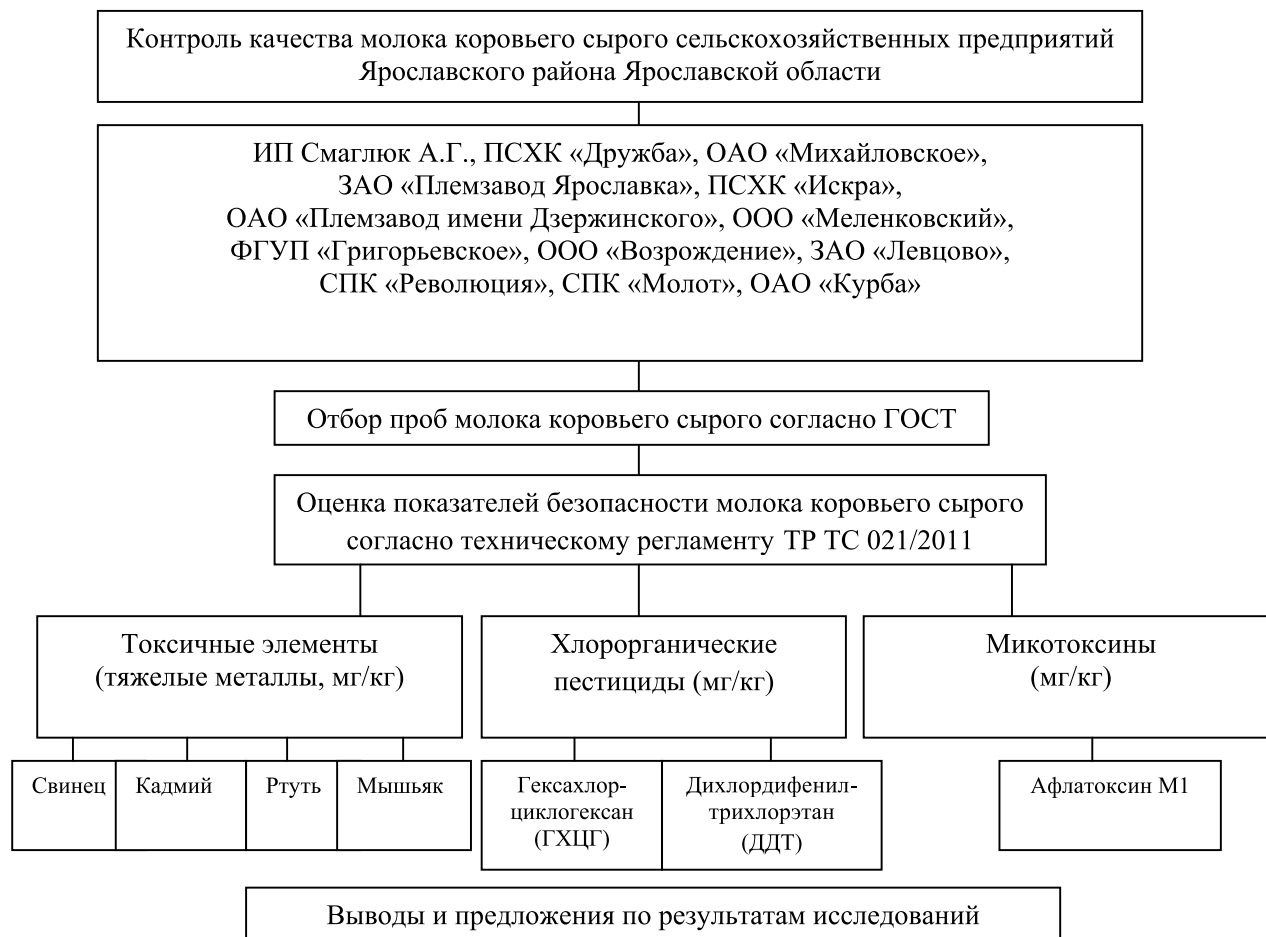 Контроль качества молока коровьего сырого сельскохозяйственных предприятий
Ярославского района Ярославской области
ИП Смаглюк А.Г., ПСХК «Дружба», ОАО «Михайловское»,
ЗАО «Племзавод Ярославка», ПСХК «Искра»,
ОАО «Племзавод имени Дзержинского», ООО «Меленковский»,
ФГУП «Григорьевское», ООО «Возрождение», ЗАО «Левцово»,
СПК «Революция», СПК «Молот», ОАО «Курба»
Отбор проб молока коровьего сырого согласно ГОСТ
Оценка показателей безопасности молока коровьего сырого
согласно техническому регламенту ТР ТС 021/2011
Токсичные элементы
(тяжелые металлы, мг/кг)
Хлорорганические
пестициды (мг/кг)
Микотоксины
(мг/кг)
Свинец
Кадмий
Ртуть
Мышьяк
Гексахлор-
циклогексан
(ГХЦГ)
Дихлордифенил-
трихлорэтан
(ДДТ)
Афлатоксин М1
Выводы и предложения по результатам исследований